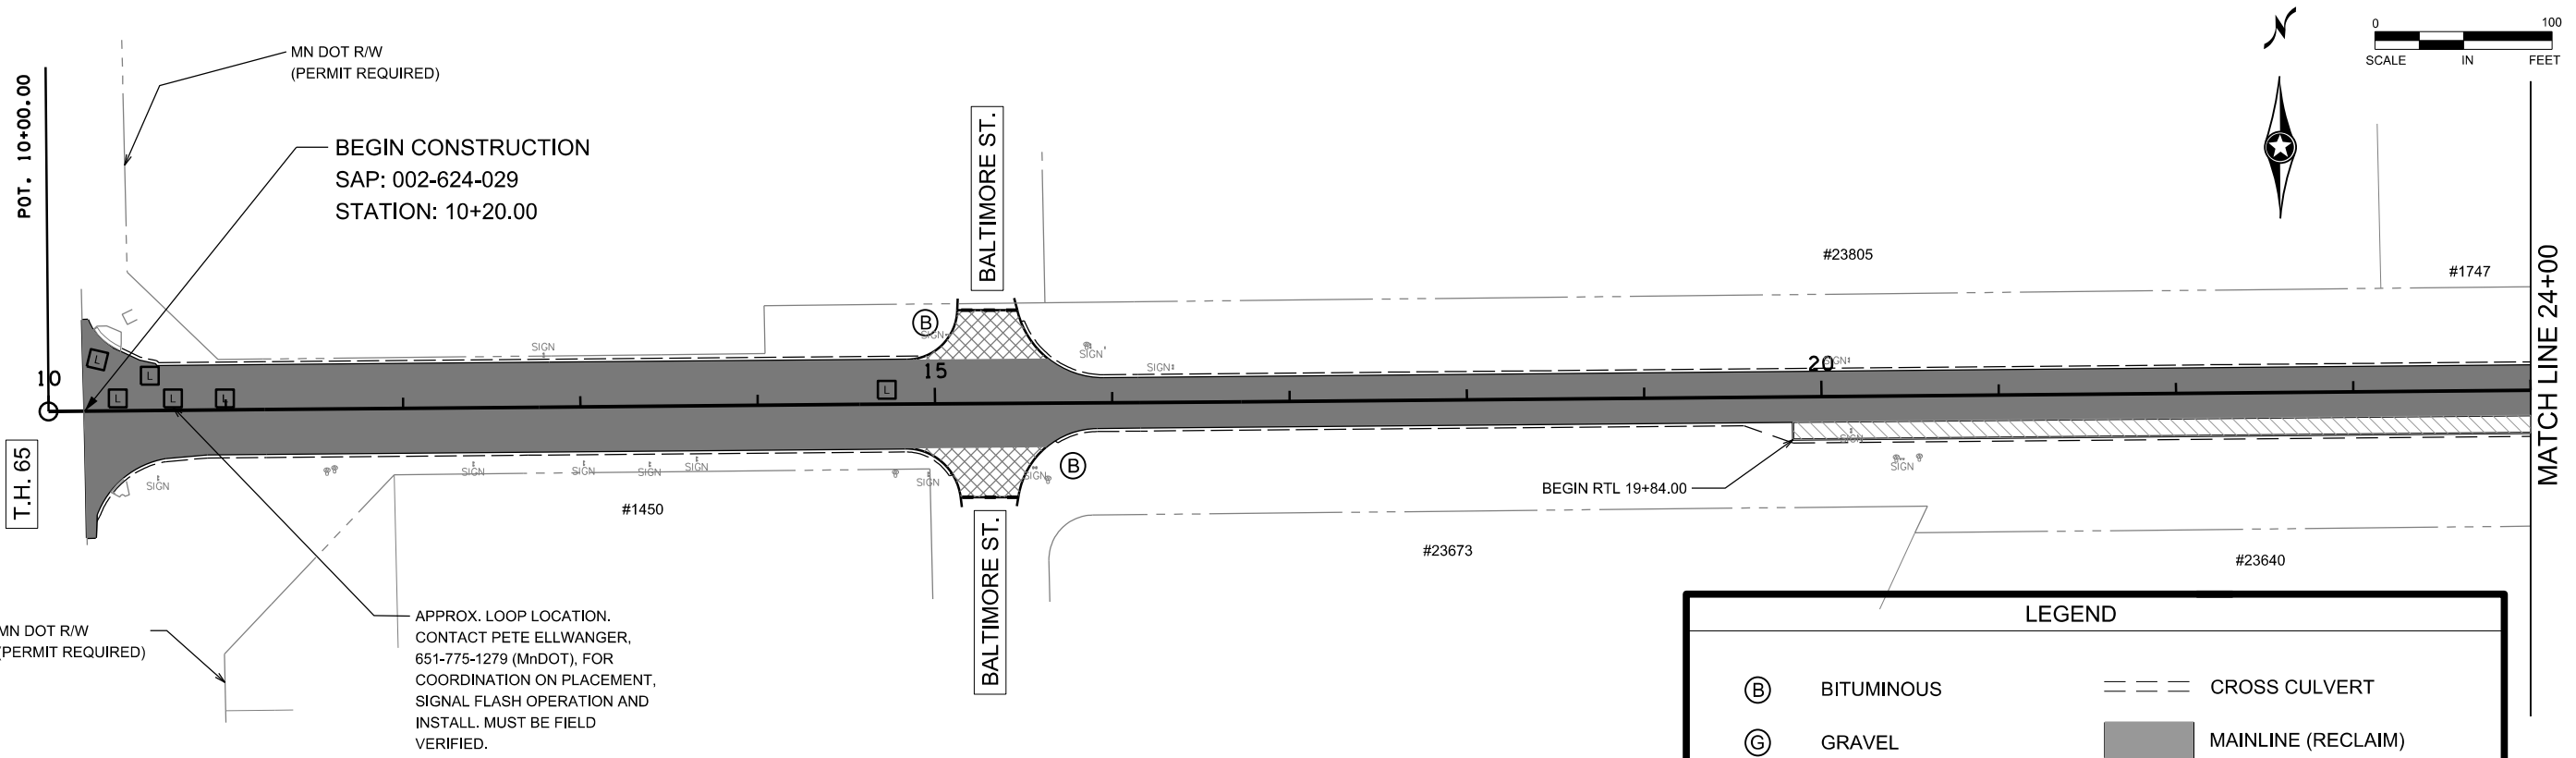 MN DOT R/W
(PERMIT REQUIRED)
N
0 100
SCALE IN FEET
POT. 10+00.00
BEGIN CONSTRUCTION
SAP: 002-624-029
STATION: 10+20.00
BALTIMORE ST.
#23805
#1747
MATCH LINE 24+00
B
SIGN
SIGN
SIGN
SIGN
SIGN
10
15
20
L
L
L
L
L
L
T.H. 65
SIGN
SIGN
SIGN
SIGN
SIGN
SIGN
SIGN
B
SIGN
SIGN
BEGIN RTL 19+84.00
#1450
#23673
#23640
BALTIMORE ST.
MN DOT R/W
(PERMIT REQUIRED)
APPROX. LOOP LOCATION.
CONTACT PETE ELLWANGER,
651-775-1279 (MnDOT), FOR
COORDINATION ON PLACEMENT,
SIGNAL FLASH OPERATION AND
INSTALL. MUST BE FIELD
VERIFIED.
LEGEND
B BITUMINOUS
CROSS CULVERT
G GRAVEL
MAINLINE (RECLAIM)